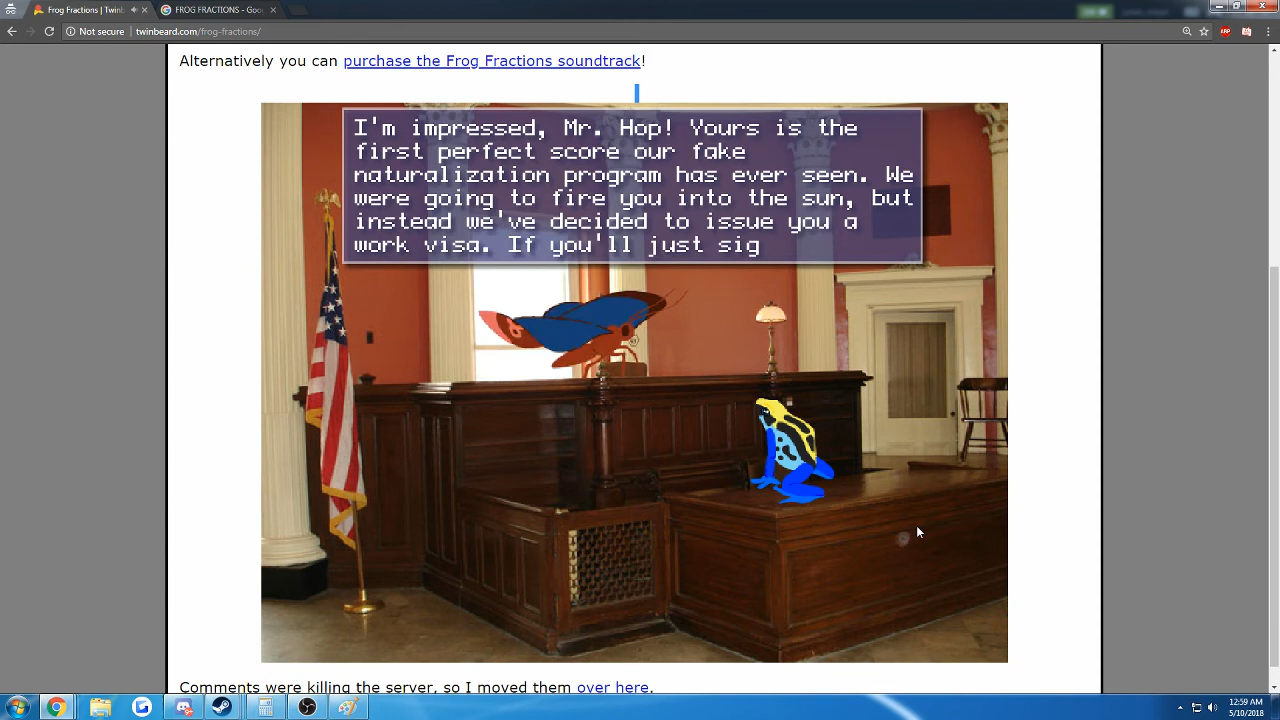 Frog Fractions | Twinb
FROG FRACTIONS - Goo
Not secure | twinbeard.com/frog-fractions/
Alternatively you can purchase the Frog Fractions soundtrack!
I'm impressed, Mr. Hop! Yours is the
first perfect score our fake
naturalization program has ever seen. We
were going to fire you into the sun, but
instead we've decided to issue you a
work visa. If you'll just sig
Comments were killing the server, so I moved them over here.
12:59 AM
5/10/2018